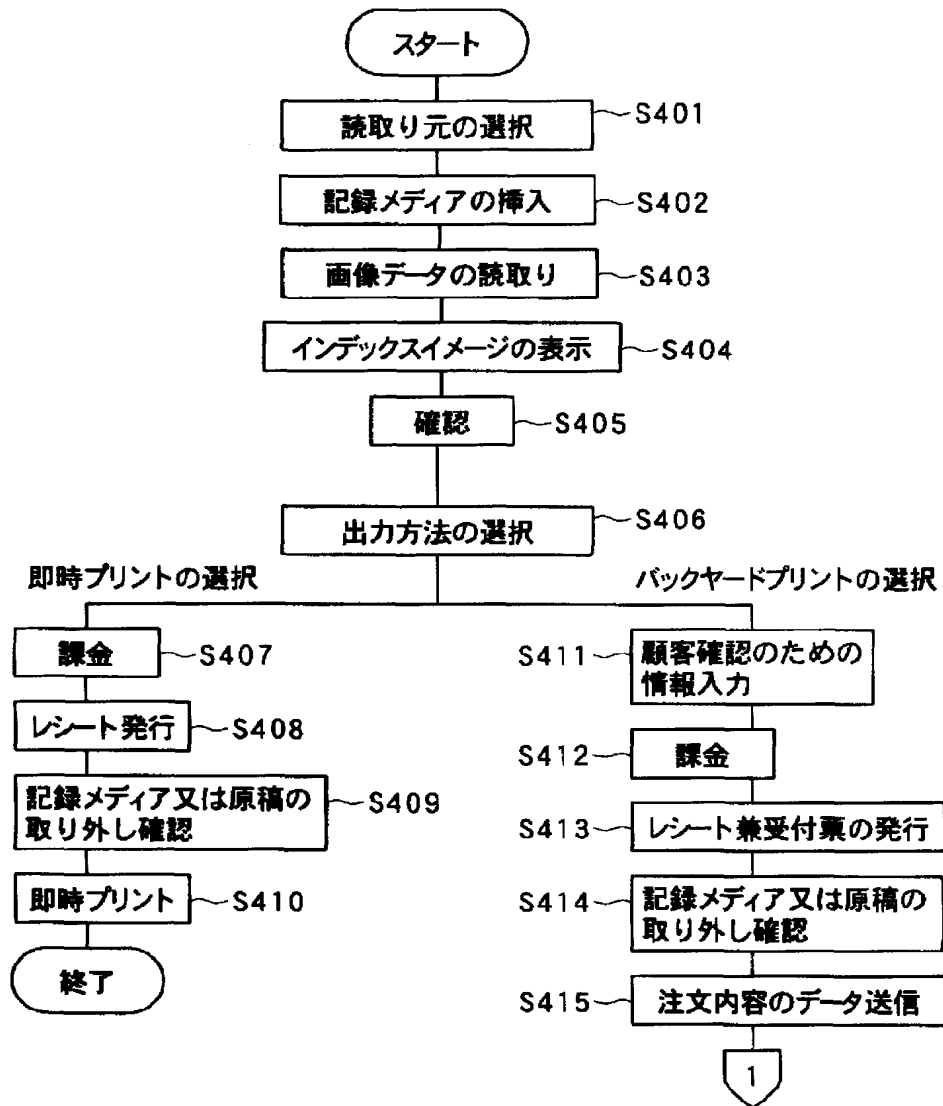 スタート
読取り元の選択
S401
記録メディアの挿入
S402
画像データの読取り
S403
インデックスイメージの表示
S404
確認
S405
出力方法の選択
S406
即時プリントの選択
課金
S407
レシート発行
S408
記録メディア又は原稿の
取り外し確認
S409
即時プリント
S410
終了
バックヤードプリントの選択
S411
顧客確認のための
情報入力
S412
課金
S413
レシート兼受付票の発行
S414
記録メディア又は原稿の
取り外し確認
S415
注文内容のデータ送信
1